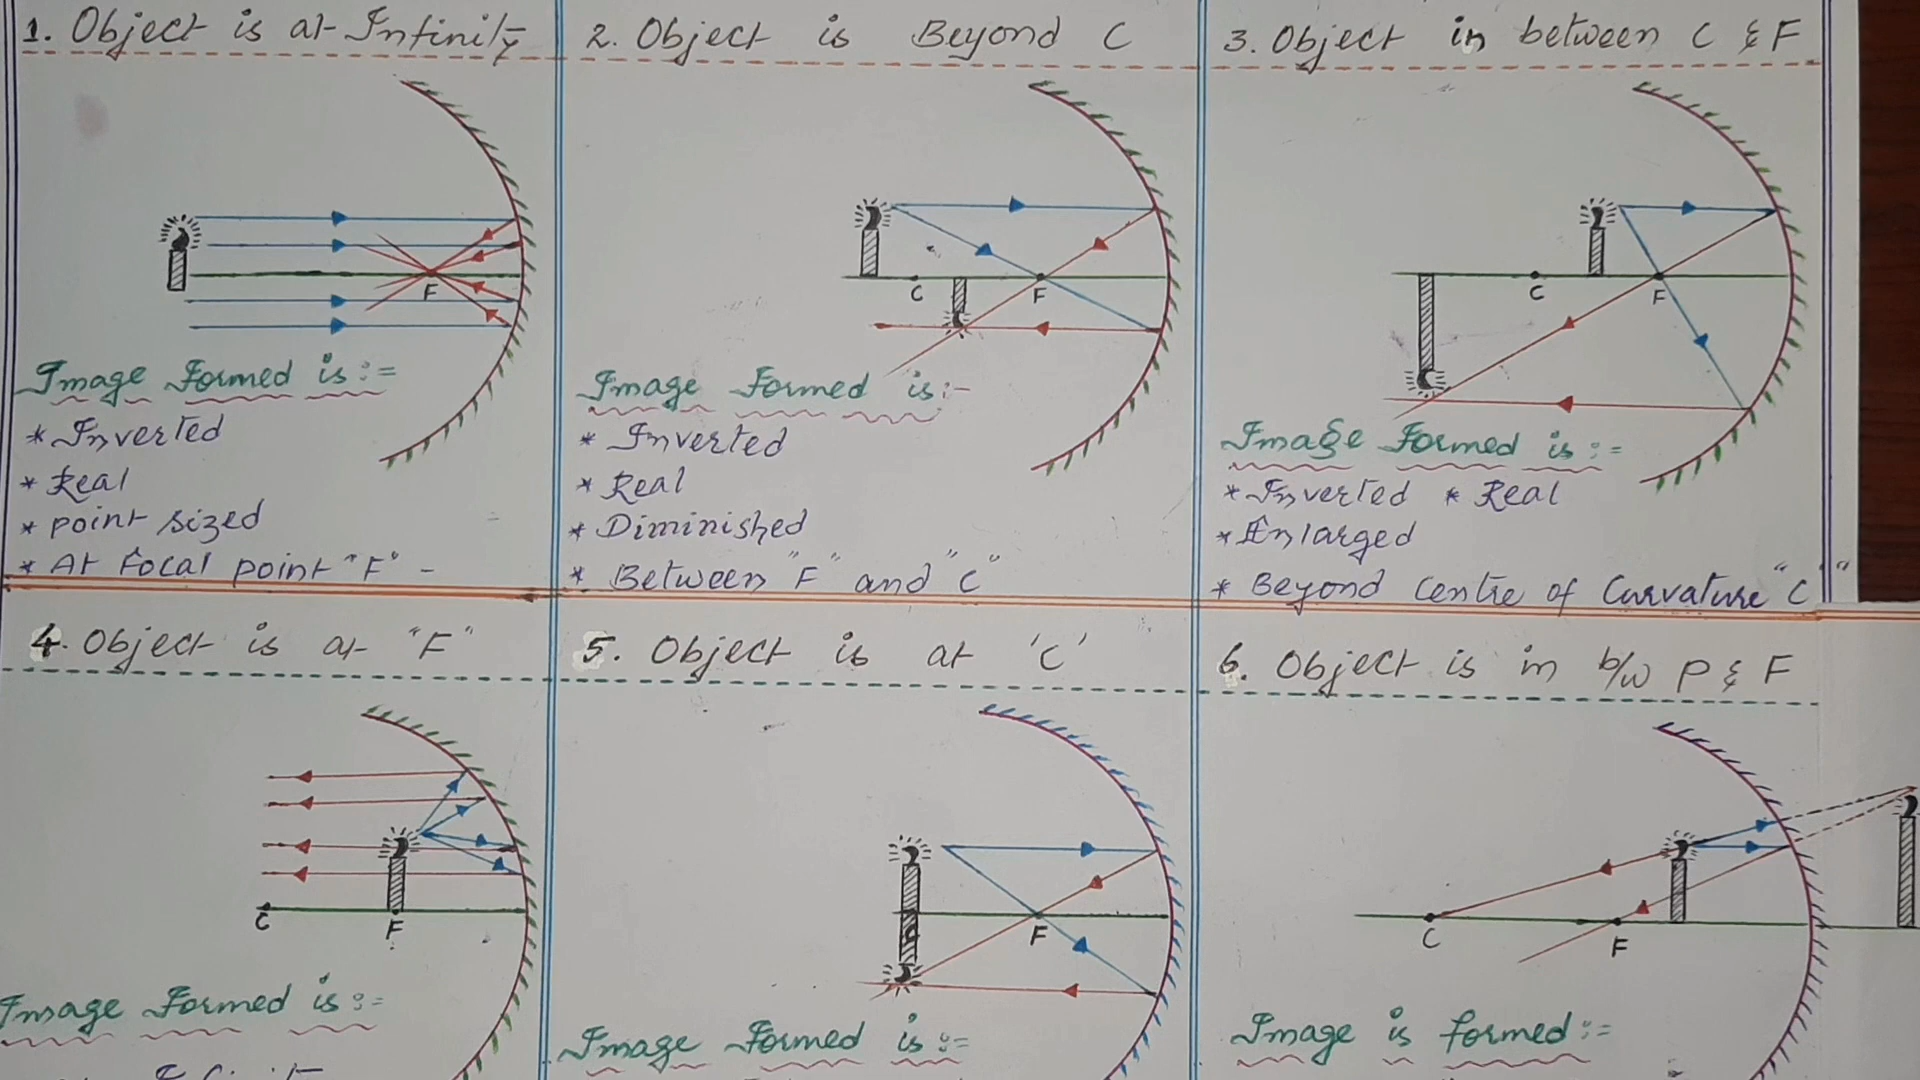 1. Object is at Infinity
F
Image Formed is:-
* Inverted
* Real
* point sized
* At Focal point "F" -
2. Object is Beyond C
C F
Image Formed is:-
* Inverted
* Real
* Diminished
* Between "F" and "C"
3. Object in between C & F
C F
Image Formed is:-
* Inverted * Real
* Enlarged
* Beyond Centre of Curvature "C"
4. Object is at "F"
C F
Image Formed is:-
5. Object is at 'C'
C F
Image Formed is:-
6. Object is in b/w P & F
C F
Image is formed:-